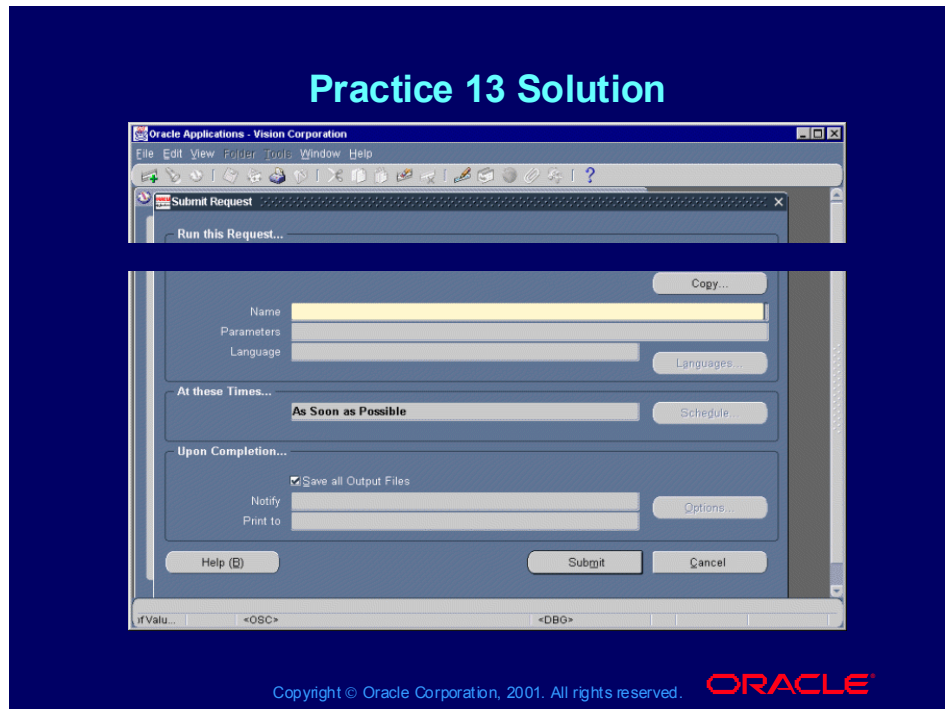 Practice 13 Solution
Oracle Applications - Vision Corporation
File Edit View Folder Tools Window Help
Submit Request
Run this Request...
Copy...
Name
Parameters
Language
Languages...
At these Times...
As Soon as Possible
Schedule...
Upon Completion...
Save all Output Files
Notify
Options...
Print to
Help (B)
Submit
Cancel
f Valu...
<OSC>
<DBG>
Copyright © Oracle Corporation, 2001. All rights reserved.
ORACLE